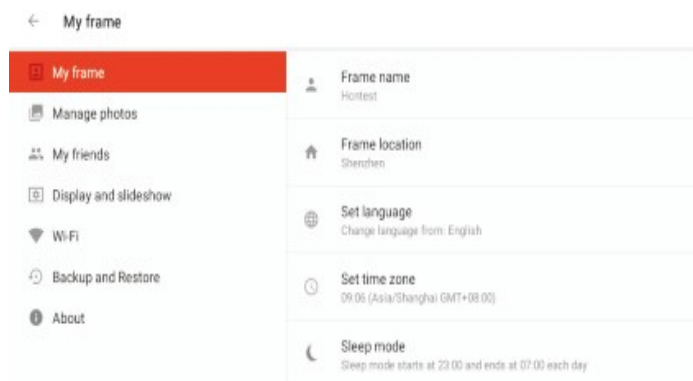 My frame
My frame
Manage photos
My friends
Display and slideshow
Wi-Fi
Backup and Restore
About
Frame name
Hontest
Frame location
Shenzhen
Set language
Change language from: English
Set time zone
09:06 (Asia/Shanghai GMT+08:00)
Sleep mode
Sleep mode starts at 23:00 and ends at 07:00 each day